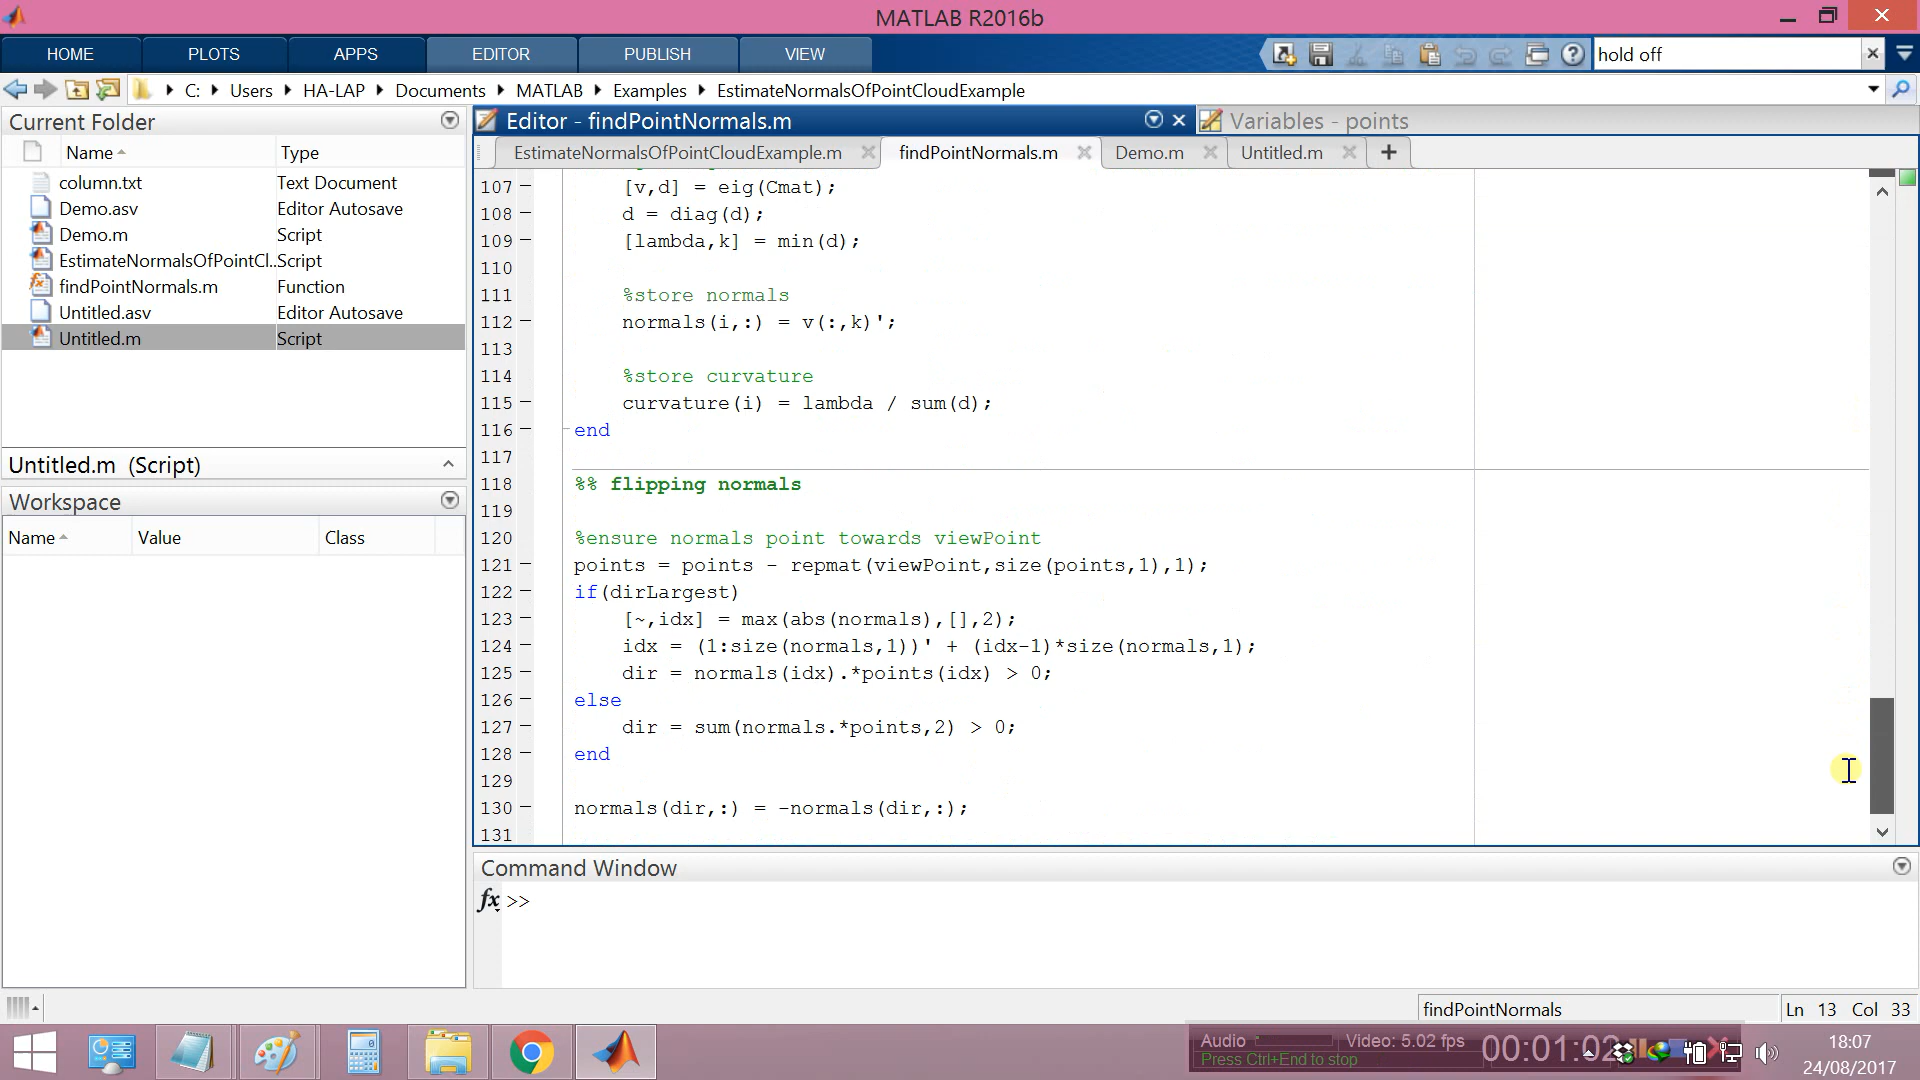 MATLAB R2016b
HOME PLOTS APPS EDITOR PUBLISH VIEW hold off
C: Users HA-LAP Documents MATLAB Examples EstimateNormalsOfPointCloudExample
Current Folder
Name Type
column.txt Text Document
Demo.asv Editor Autosave
Demo.m Script
EstimateNormalsOfPointCl... Script
findPointNormals.m Function
Untitled.asv Editor Autosave
Untitled.m Script
Untitled.m (Script)
Workspace
Name Value Class
Editor - findPointNormals.m
Variables - points
EstimateNormalsOfPointCloudExample.m findPointNormals.m Demo.m Untitled.m +
107 [v,d] = eig(Cmat);
108 d = diag(d);
109 [lambda,k] = min(d);
110
111 %store normals
112 normals(i,:) = v(:,k)';
113
114 %store curvature
115 curvature(i) = lambda / sum(d);
116 end
117
118 %% flipping normals
119
120 %ensure normals point towards viewPoint
121 points = points - repmat(viewPoint,size(points,1),1);
122 if(dirLargest)
123 [~,idx] = max(abs(normals),[],2);
124 idx = (1:size(normals,1))' + (idx-1)*size(normals,1);
125 dir = normals(idx).*points(idx) > 0;
126 else
127 dir = sum(normals.*points,2) > 0;
128 end
129
130 normals(dir,:) = -normals(dir,:);
131
Command Window
fx >>
findPointNormals Ln 13 Col 33
Audio Video: 5.02 fps 00:01:02
Press Ctrl+End to stop
18:07
24/08/2017